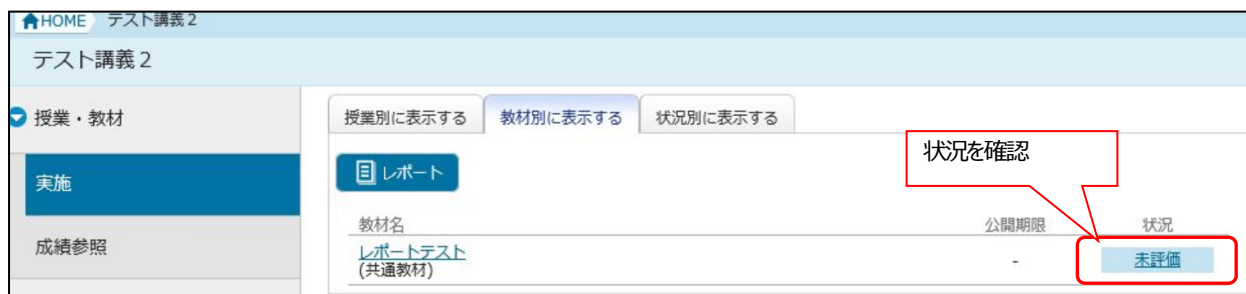 HOME テスト講義2
テスト講義2
授業・教材
授業別に表示する 教材別に表示する 状況別に表示する
状況を確認
レポート
実施
教材名 公開期限 状況
成績参照
レポートテスト - 未評価
(共通教材)